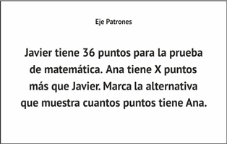 Eje Patrones
Javier tiene 36 puntos para la prueba
de matemática. Ana tiene X puntos
más que Javier. Marca la alternativa
que muestra cuantos puntos tiene Ana.